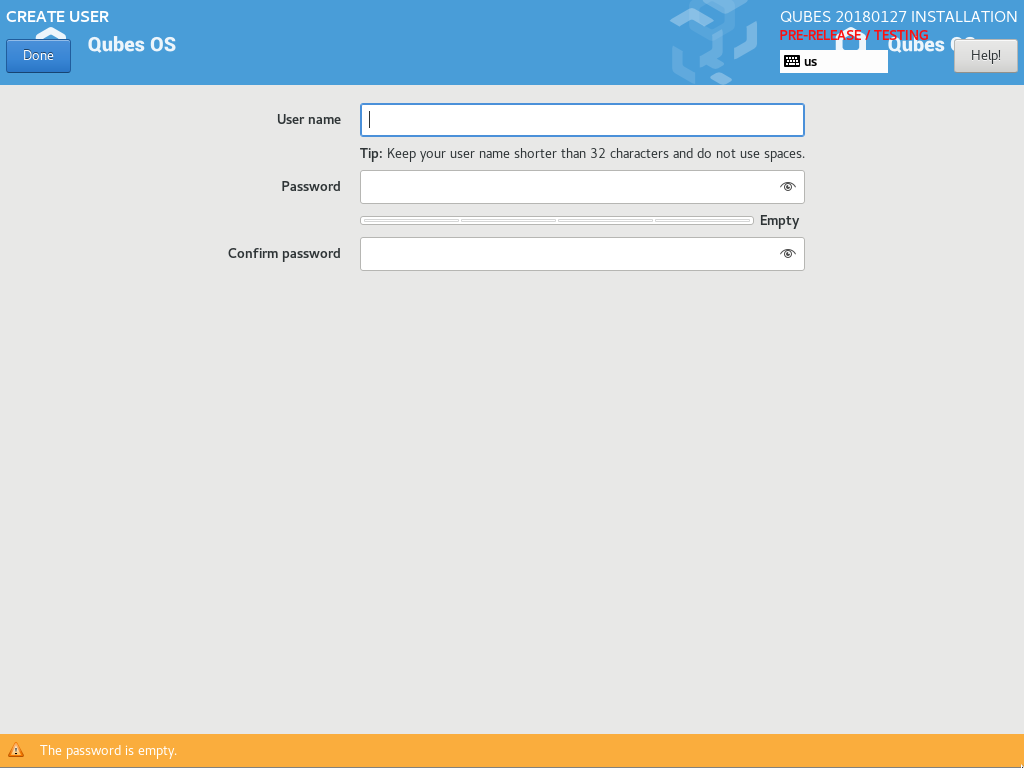 CREATE USER
QUBES 20180127 INSTALLATION
PRE-RELEASE / TESTING
Qubes OS
Qubes
Done
us
Help!
User name
Tip: Keep your user name shorter than 32 characters and do not use spaces.
Password
Empty
Confirm password
The password is empty.